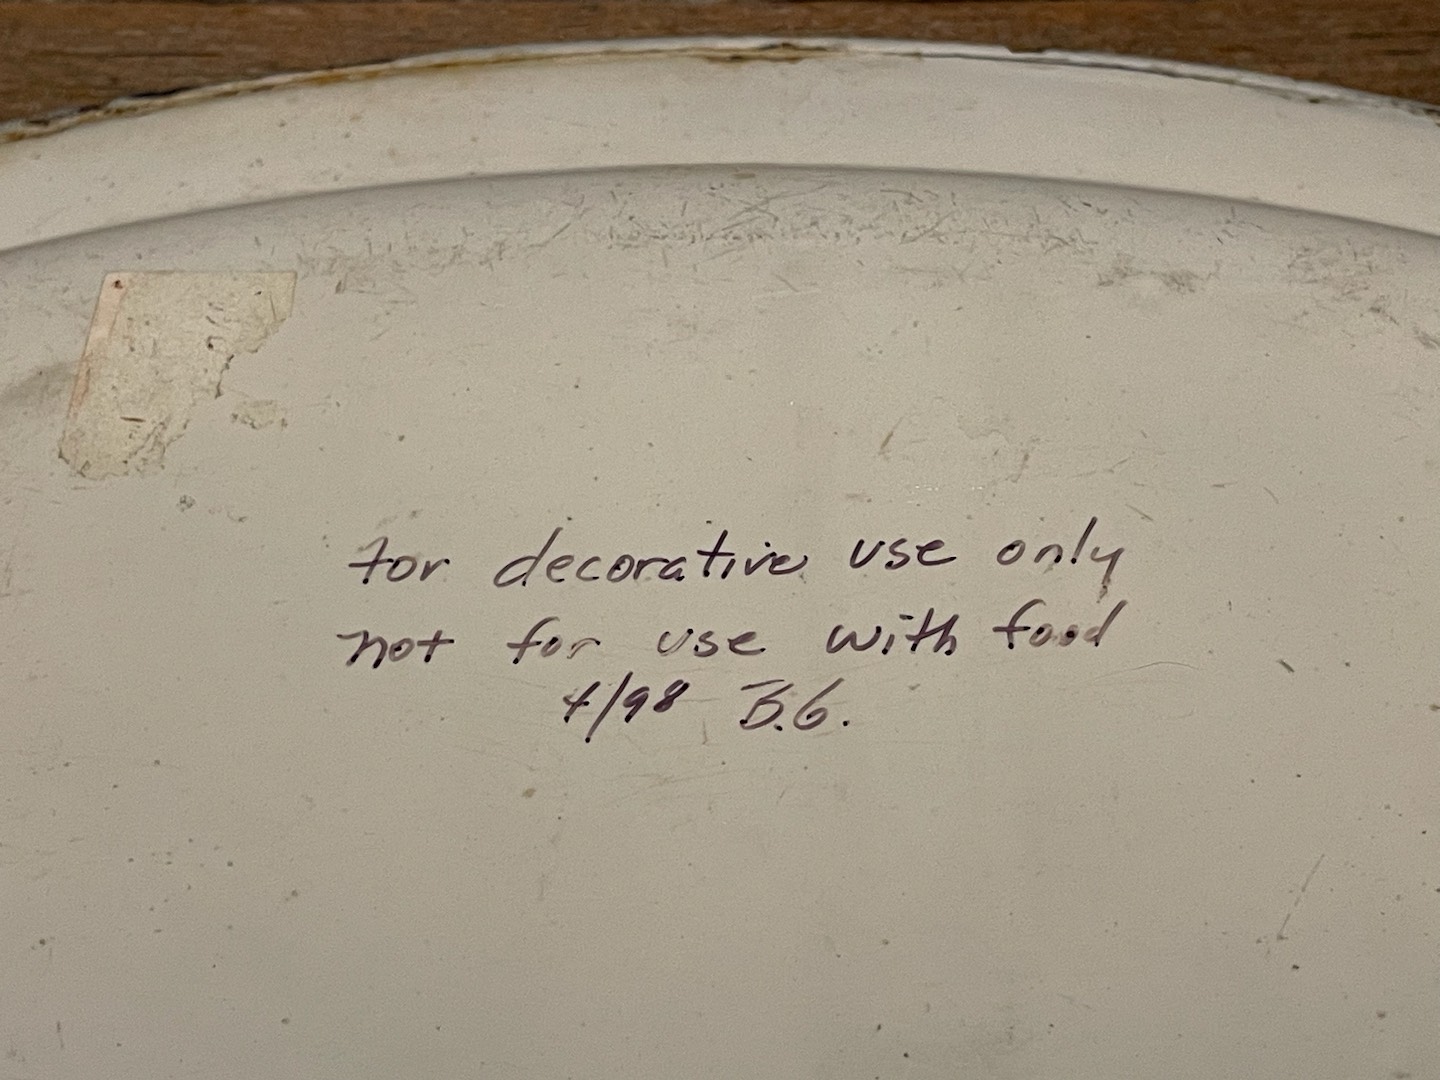 for decorative use only
not for use with food
4/98 B.G.